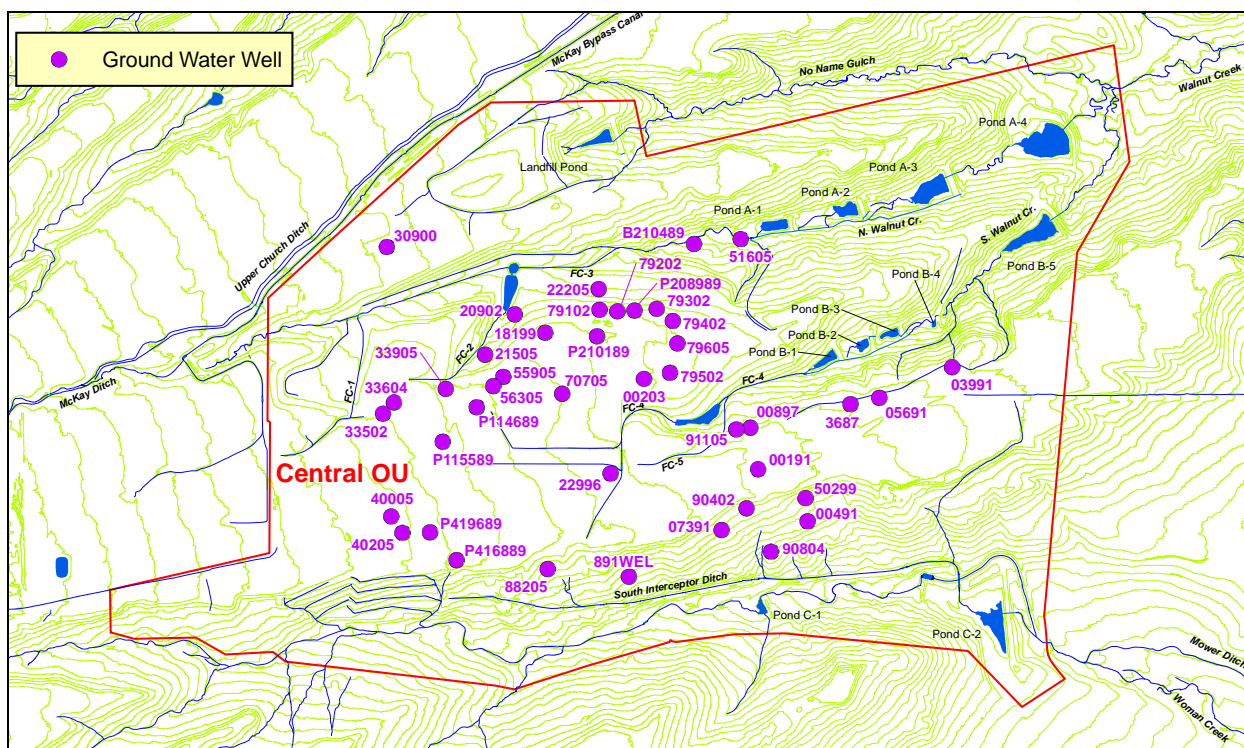 Ground Water Well
McKay Bypass Canal
No Name Gulch
Walnut Creek
Pond A-4
Landfill Pond
Pond A-3
Pond A-2
Pond A-1
N. Walnut Cr.
S. Walnut Cr.
Upper Church Ditch
30900
B210489
51605
Pond B-5
79202
FC-3
22205
P208989
Pond B-4
79302
79102
20902
79402
Pond B-3
18199
Pond B-2
P210189
79605
Pond B-1
FC-2
21505
33905
55905
70705
79502
FC-4
03991
McKay Ditch
FC-1
33604
56305
00203
FC-4
00897
05691
3687
33502
P114689
91105
P115589
FC-5
00191
Central OU
22996
50299
40005
90402
00491
P419689
07391
40205
P416889
90804
891WEL
88205
South Interceptor Ditch
Pond C-1
Pond C-2
Mower Ditch
Woman Creek